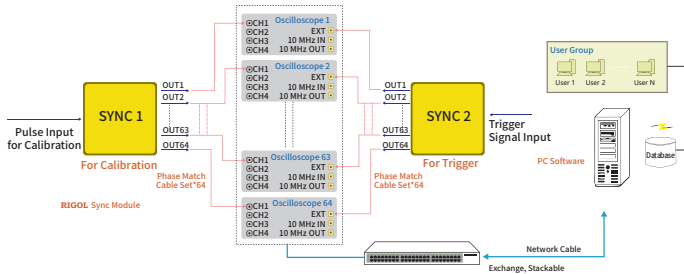 Oscilloscope 1
CH1
CH2
CH3
CH4
EXT
10 MHz IN
10 MHz OUT
Oscilloscope 2
CH1
CH2
CH3
CH4
EXT
10 MHz IN
10 MHz OUT
Oscilloscope 63
CH1
CH2
CH3
CH4
EXT
10 MHz IN
10 MHz OUT
Oscilloscope 64
CH1
CH2
CH3
CH4
EXT
10 MHz IN
10 MHz OUT
Pulse Input
for Calibration
SYNC 1
For Calibration
OUT1
OUT2
OUT63
OUT64
Phase Match
Cable Set*64
RIGOL Sync Module
OUT1
OUT2
OUT63
OUT64
Phase Match
Cable Set*64
SYNC 2
For Trigger
Trigger
Signal Input
User Group
User 1
User 2
User N
PC Software
Database
Network Cable
Exchange, Stackable